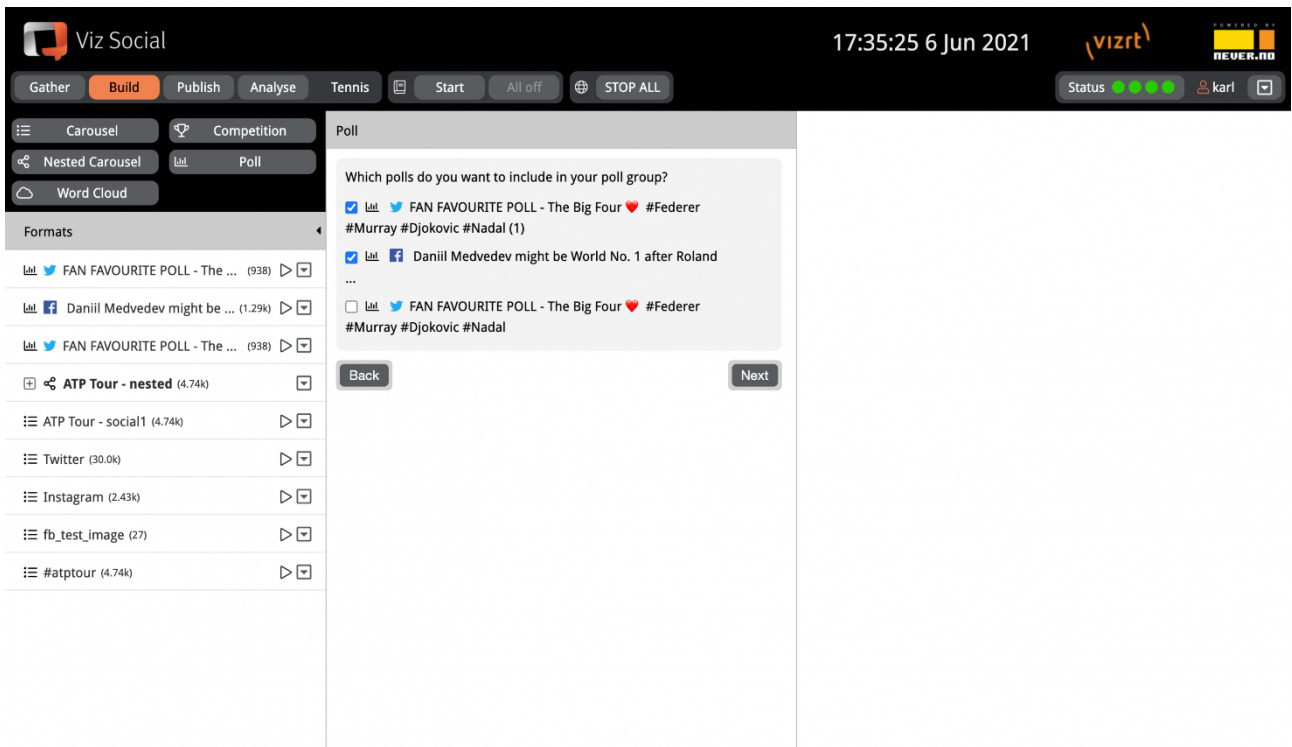 Viz Social
17:35:25 6 Jun 2021
vizrt
POWERED BY
never.no
Gather
Build
Publish
Analyse
Tennis
Start
All off
STOP ALL
Status
karl
Carousel
Competition
Nested Carousel
Poll
Word Cloud
Formats
FAN FAVOURITE POLL - The ... (938)
Daniil Medvedev might be ... (1.29k)
FAN FAVOURITE POLL - The ... (938)
ATP Tour - nested (4.74k)
ATP Tour - social1 (4.74k)
Twitter (30.0k)
Instagram (2.43k)
fb_test_image (27)
#atptour (4.74k)
Poll
Which polls do you want to include in your poll group?
FAN FAVOURITE POLL - The Big Four ❤️ #Federer
#Murray #Djokovic #Nadal (1)
Daniil Medvedev might be World No. 1 after Roland
...
FAN FAVOURITE POLL - The Big Four ❤️ #Federer
#Murray #Djokovic #Nadal
Back
Next